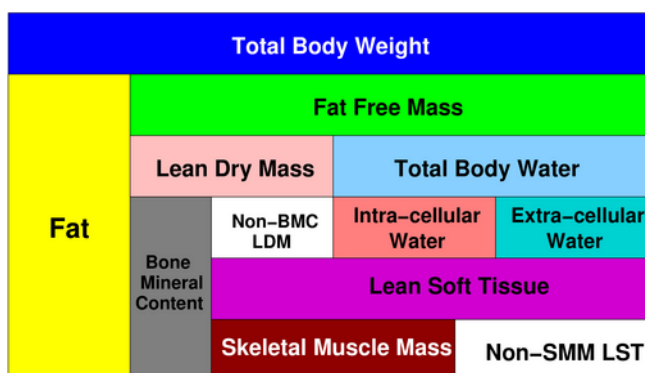 Total Body Weight
Fat Free Mass
Lean Dry Mass
Total Body Water
Fat
Non-BMC
LDM
Intra-cellular
Water
Extra-cellular
Water
Bone
Mineral
Content
Lean Soft Tissue
Skeletal Muscle Mass
Non-SMM LST